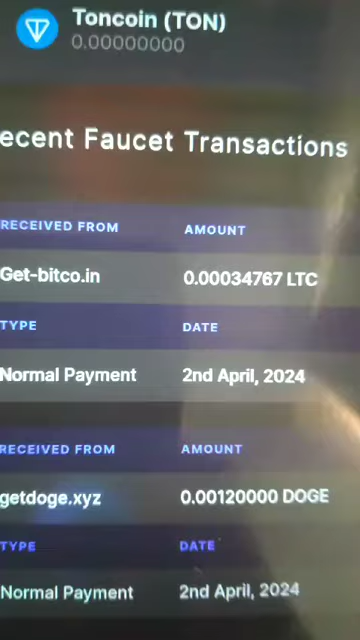 Toncoin (TON)
0.00000000
ecent Faucet Transactions
RECEIVED FROM AMOUNT
Get-bitco.in 0.00034767 LTC
TYPE DATE
Normal Payment 2nd April, 2024
RECEIVED FROM AMOUNT
getdoge.xyz 0.00120000 DOGE
TYPE DATE
Normal Payment 2nd April, 2024